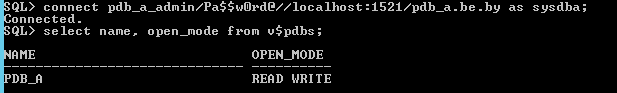 SQL> connect pdb_a_admin/Pa$$w0rd@//localhost:1521/pdb_a.be.by as sysdba;
Connected.
SQL> select name, open_mode from v$pdbs;
NAME                           OPEN_MODE
------------------------------ ----------
PDB_A                          READ WRITE